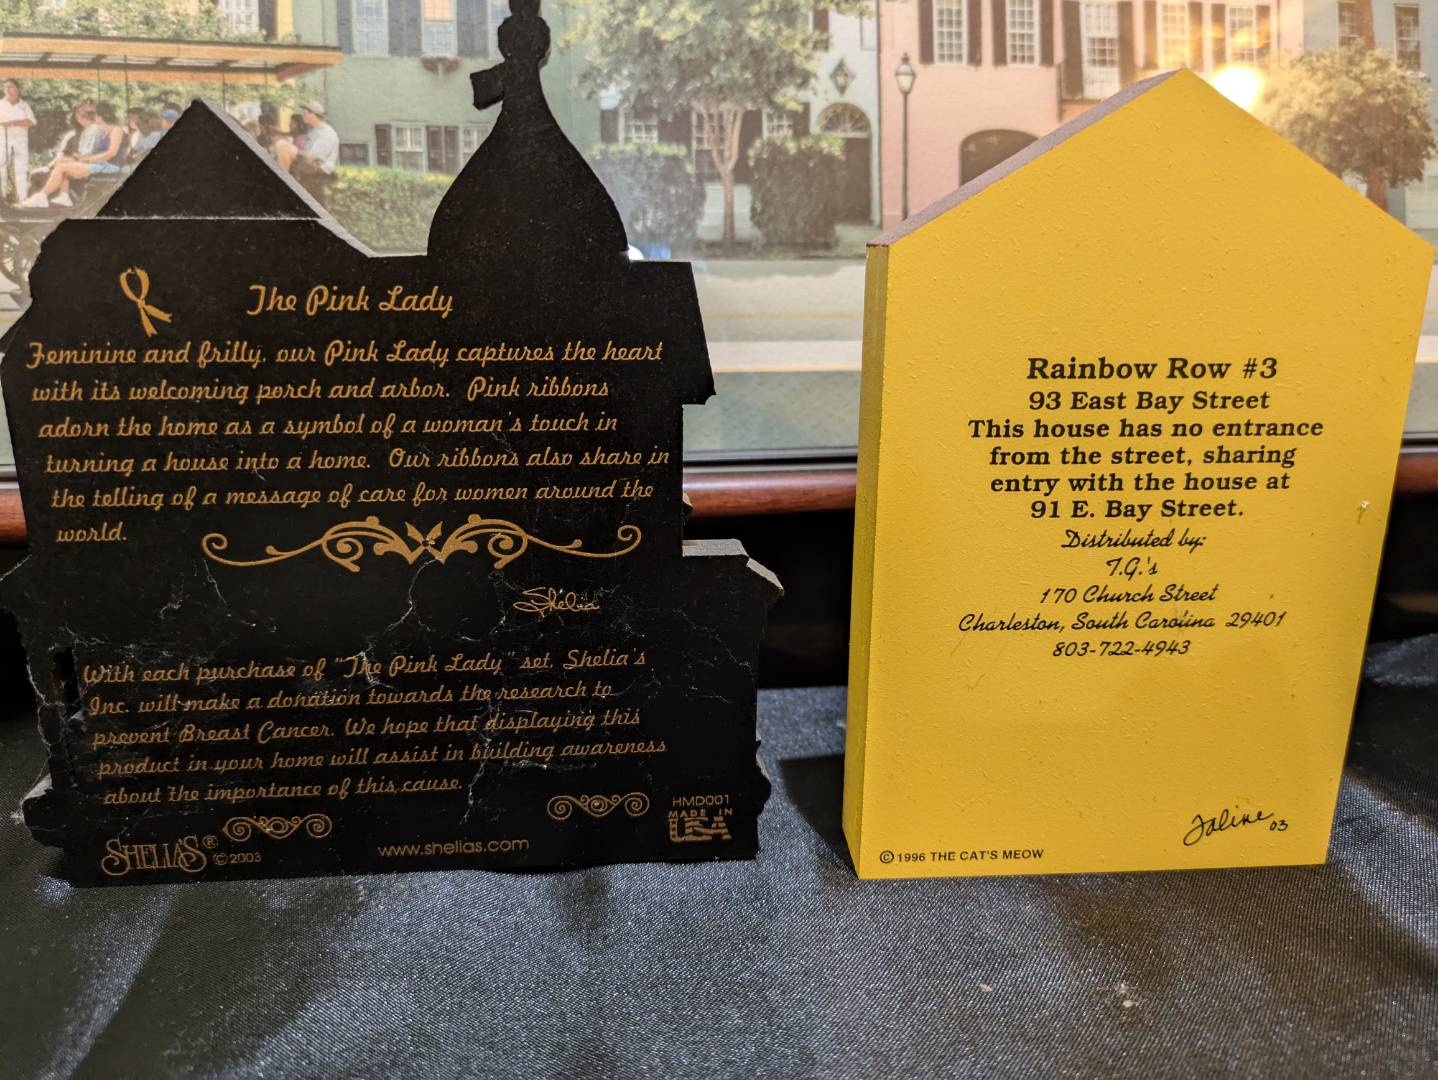 The Pink Lady
Feminine and frilly, our Pink Lady captures the heart
with its welcoming porch and arbor. Pink ribbons
adorn the home as a symbol of a woman's touch in
turning a house into a home. Our ribbons also share in
the telling of a message of care for women around the
world.
Shelia
With each purchase of "The Pink Lady" set, Shelia's
Inc. will make a donation towards the research to
prevent Breast Cancer. We hope that displaying this
product in your home will assist in building awareness
about the importance of this cause.
HMD001
MADE IN
USA
SHELIA'S® © 2003
www.shelias.com
Rainbow Row #3
93 East Bay Street
This house has no entrance
from the street, sharing
entry with the house at
91 E. Bay Street.
Distributed by:
T.G.'s
170 Church Street
Charleston, South Carolina 29401
803-722-4943
Faline 03
© 1996 THE CAT'S MEOW